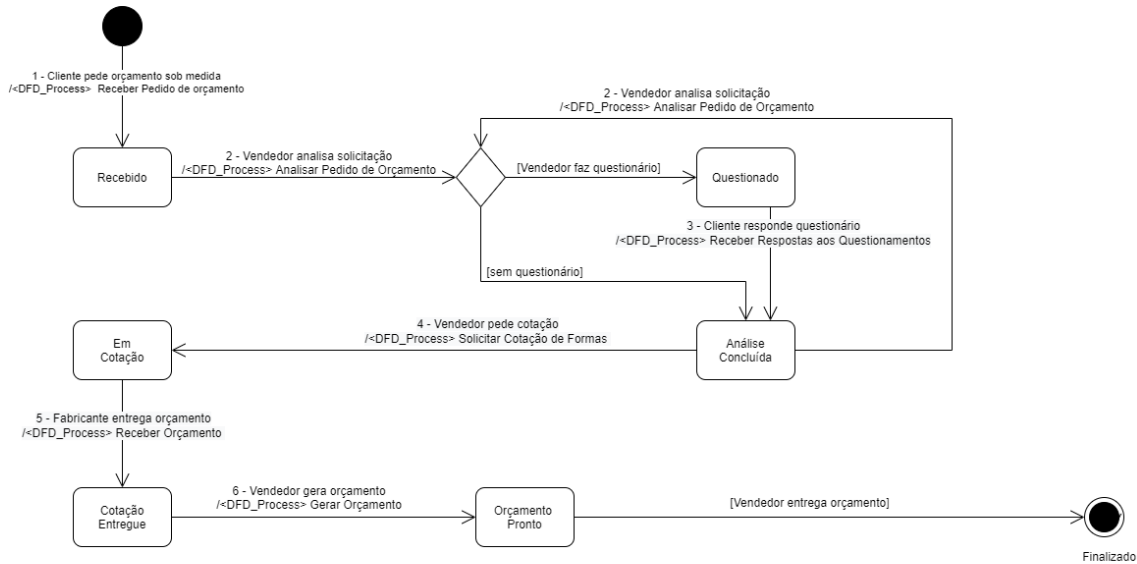 1 - Cliente pede orçamento sob medida
/<DFD_Process> Receber Pedido de orçamento
2 - Vendedor analisa solicitação
/<DFD_Process> Analisar Pedido de Orçamento
Recebido
2 - Vendedor analisa solicitação
/<DFD_Process> Analisar Pedido de Orçamento
[Vendedor faz questionário]
Questionado
3 - Cliente responde questionário
/<DFD_Process> Receber Respostas aos Questionamentos
[sem questionário]
4 - Vendedor pede cotação
/<DFD_Process> Solicitar Cotação de Formas
Em
Cotação
Análise
Concluída
5 - Fabricante entrega orçamento
/<DFD_Process> Receber Orçamento
6 - Vendedor gera orçamento
/<DFD_Process> Gerar Orçamento
Cotação
Entregue
Orçamento
Pronto
[Vendedor entrega orçamento]
Finalizado